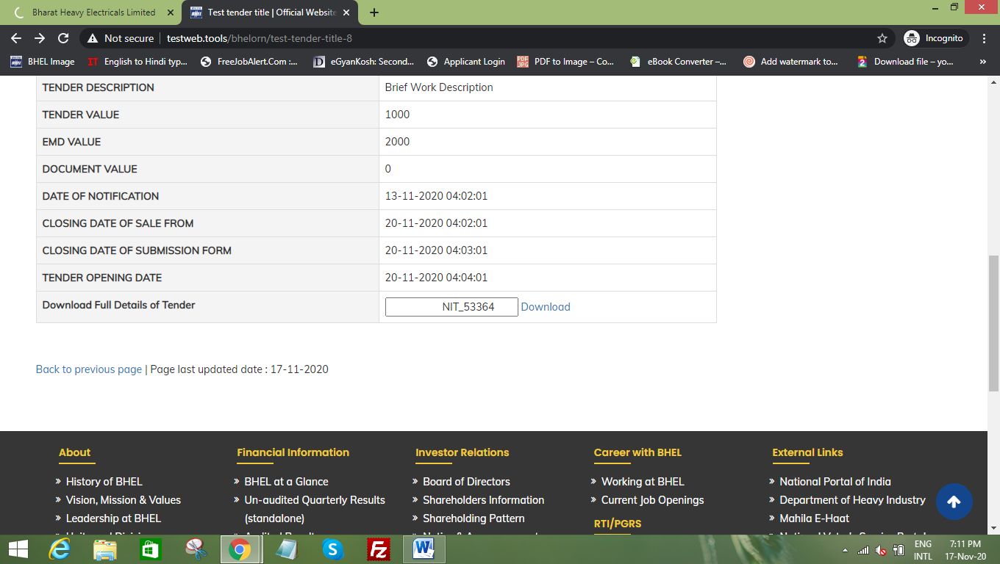 Bharat Heavy Electricals Limited
Test tender title | Official Website
Not secure
testweb.tools/bhelorn/test-tender-title-8
Incognito
BHEL Image
English to Hindi typ...
FreeJobAlert.Com :...
eGyanKosh: Second...
Applicant Login
PDF to Image – Co...
eBook Converter –...
Add watermark to...
Download file – yo...
TENDER DESCRIPTION Brief Work Description
TENDER VALUE 1000
EMD VALUE 2000
DOCUMENT VALUE 0
DATE OF NOTIFICATION 13-11-2020 04:02:01
CLOSING DATE OF SALE FROM 20-11-2020 04:02:01
CLOSING DATE OF SUBMISSION FORM 20-11-2020 04:03:01
TENDER OPENING DATE 20-11-2020 04:04:01
Download Full Details of Tender NIT_53364 Download
Back to previous page | Page last updated date : 17-11-2020
About
» History of BHEL
» Vision, Mission & Values
» Leadership at BHEL
Financial Information
» BHEL at a Glance
» Un-audited Quarterly Results
(standalone)
Investor Relations
» Board of Directors
» Shareholders Information
» Shareholding Pattern
Career with BHEL
» Working at BHEL
» Current Job Openings
RTI/PGRS
External Links
» National Portal of India
» Department of Heavy Industry
» Mahila E-Haat
ENG
INTL
7:11 PM
17-Nov-20